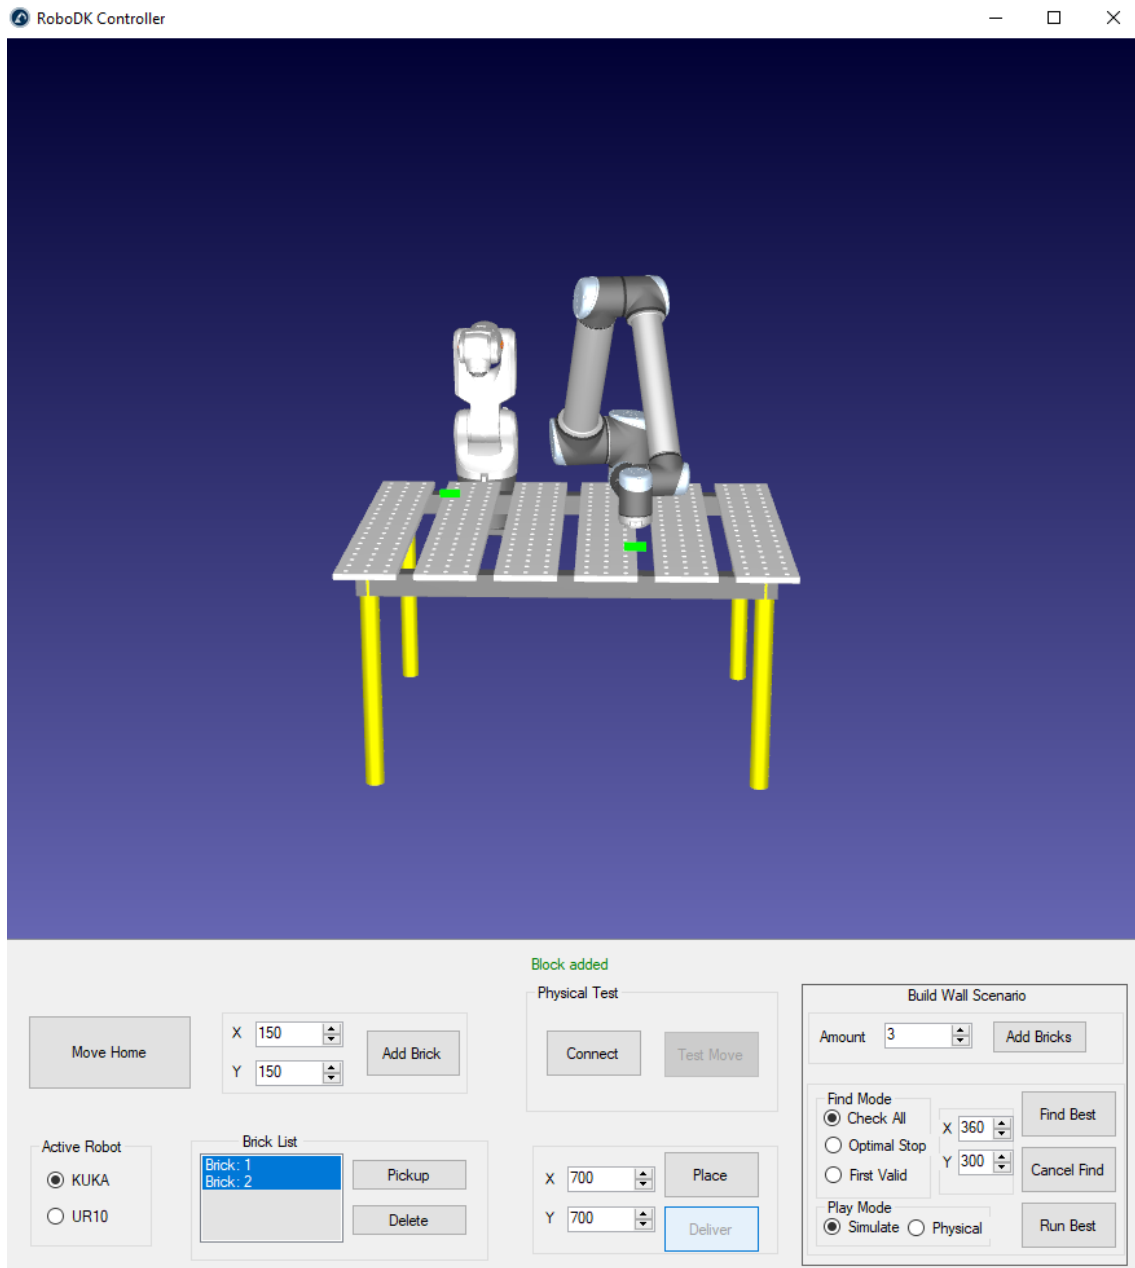 RoboDK Controller
Block added
Move Home
X 150
Y 150
Add Brick
Physical Test
Connect
Test Move
Build Wall Scenario
Amount 3
Add Bricks
Active Robot
KUKA
UR10
Brick List
Brick: 1
Brick: 2
Pickup
Delete
X 700
Y 700
Place
Deliver
Find Mode
Check All
Optimal Stop
First Valid
X 360
Y 300
Find Best
Cancel Find
Play Mode
Simulate Physical
Run Best